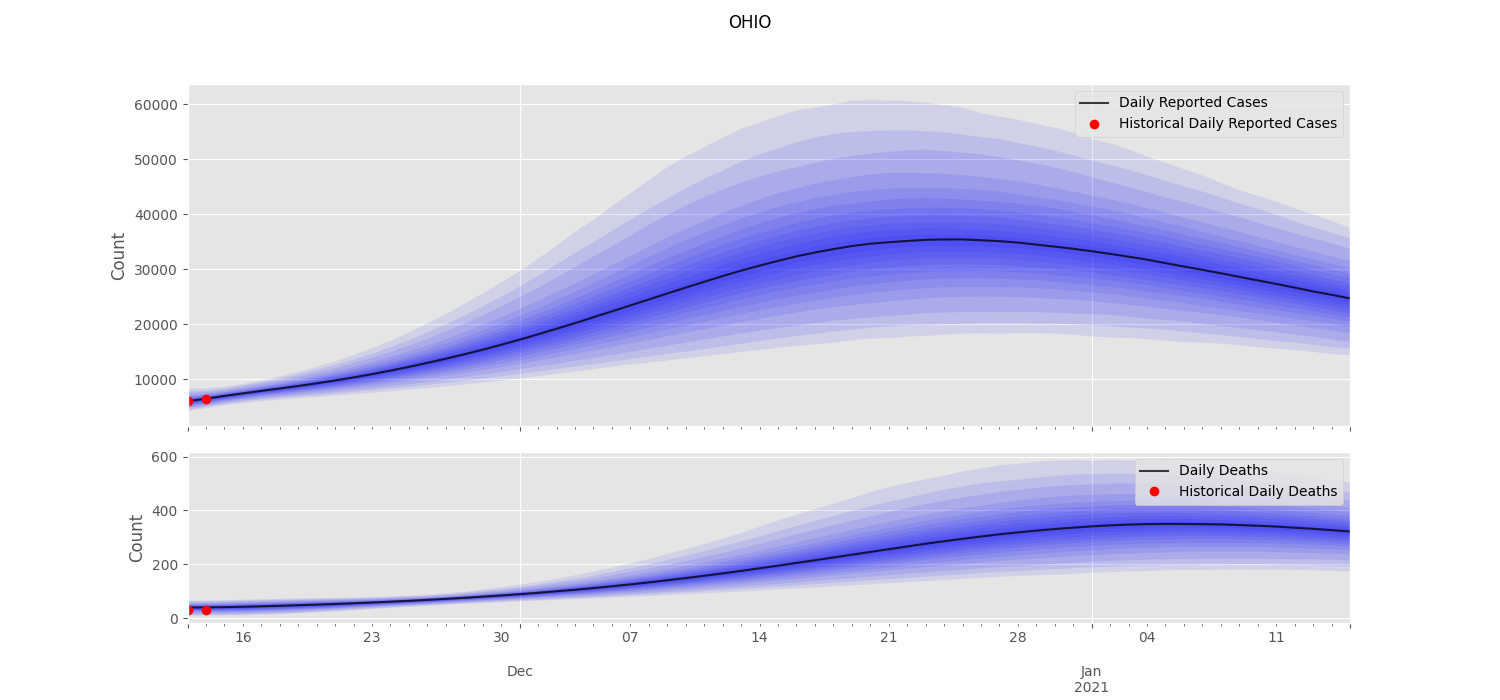 OHIO
Count
60000
50000
40000
30000
20000
10000
Daily Reported Cases
Historical Daily Reported Cases
Count
600
400
200
0
Daily Deaths
Historical Daily Deaths
16 23 30 07 14 21 28 04 11
Dec Jan
2021